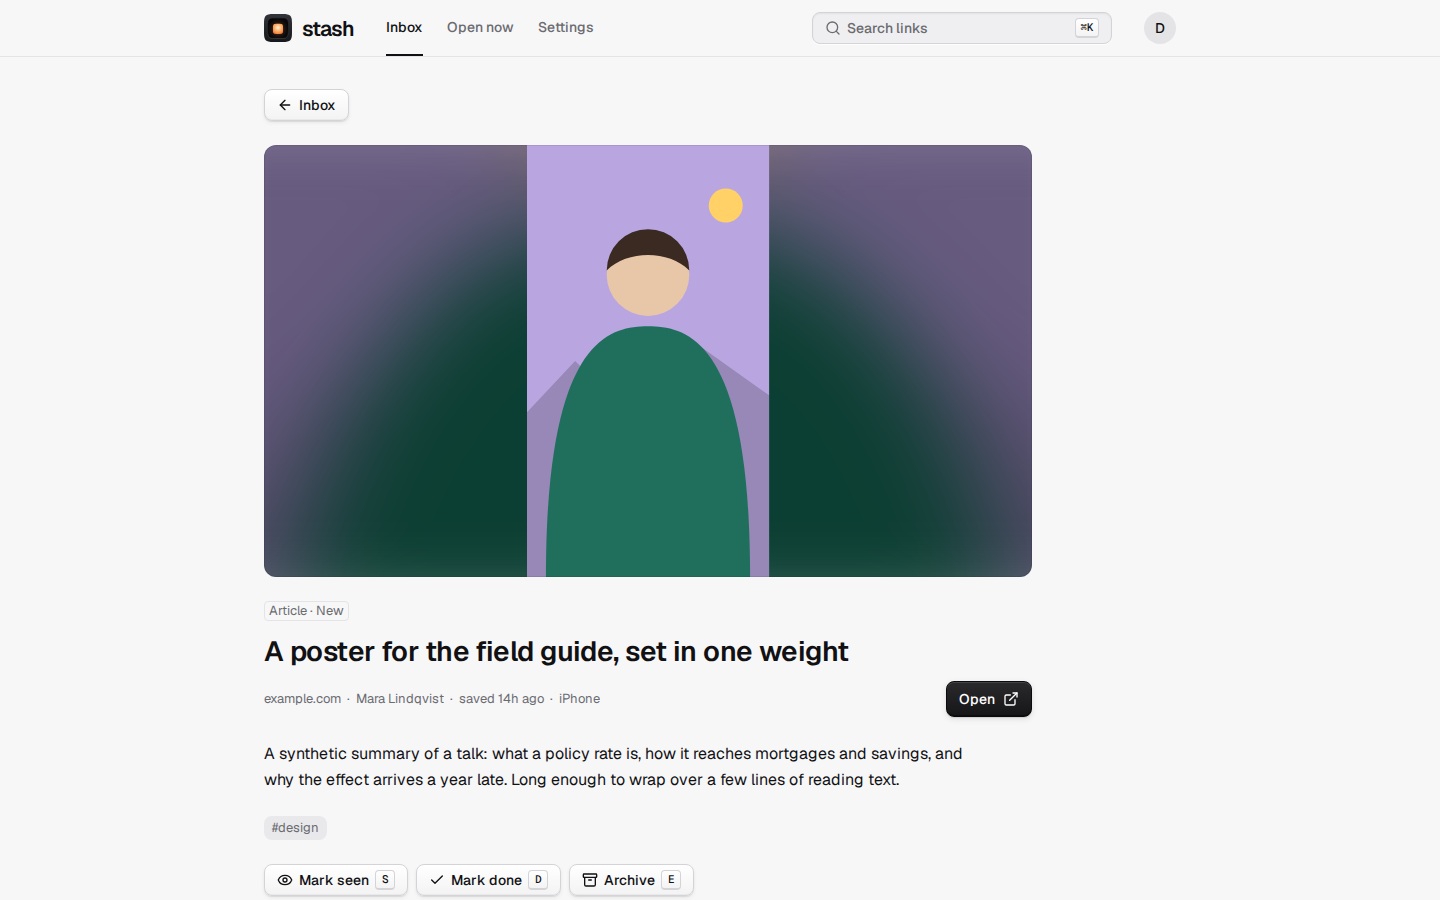 stash
Inbox
Open now
Settings
Search links
⌘K
D
Inbox
Article · New
A poster for the field guide, set in one weight
example.com · Mara Lindqvist · saved 14h ago · iPhone
Open
A synthetic summary of a talk: what a policy rate is, how it reaches mortgages and savings, and
why the effect arrives a year late. Long enough to wrap over a few lines of reading text.
#design
Mark seen S
Mark done D
Archive E